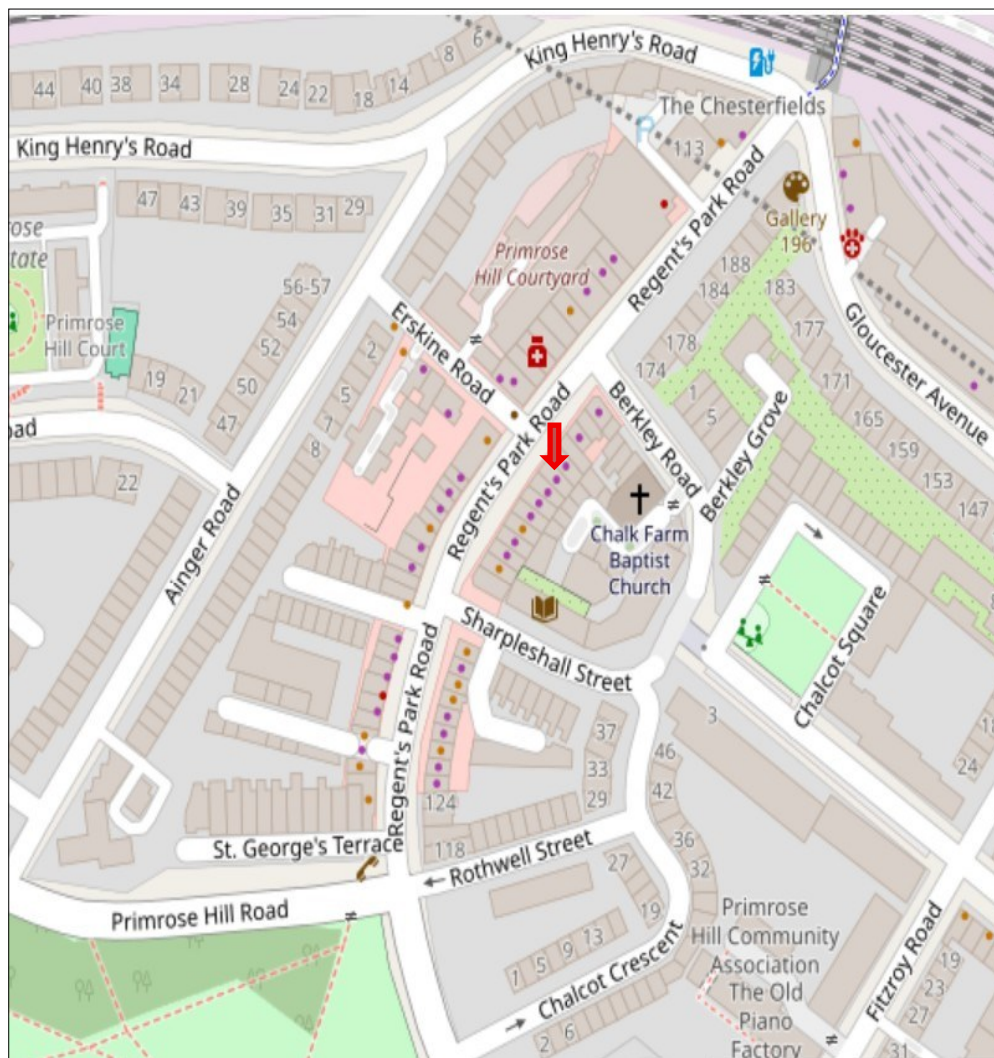 6
8
King Henry's Road
44
40
38
34
28
24
22
18
14
The Chesterfields
P
113
King Henry's Road
Regent's Park Road
47
43
39
35
31
29
Gallery
196
rose
state
Primrose
Hill Courtyard
188
184
183
56-57
54
52
50
47
Primrose
Hill Court
Erskine Road
178
177
174
171
165
159
153
147
Gloucester Avenue
19
21
2
5
7
8
1
5
Berkley Road
Berkley Grove
oad
22
Regent's Park Road
Ainger Road
Chalk Farm
Baptist
Church
Sharpleshall Street
Chalcot Square
Regent's Park Road
3
37
33
29
46
42
36
32
24
124
118
St. George's Terrace
Rothwell Street
27
19
Primrose Hill Road
Primrose
Hill Community
Association
The Old
Piano
Factory
1
5
9
13
Chalcot Crescent
2
6
Fitzroy Road
19
23
27
31